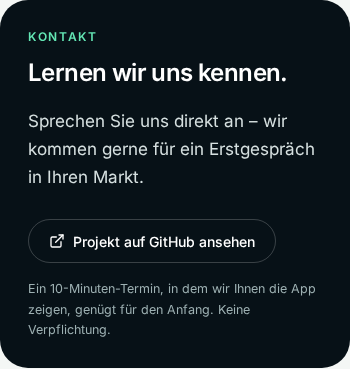 KONTAKT
Lernen wir uns kennen.
Sprechen Sie uns direkt an – wir
kommen gerne für ein Erstgespräch
in Ihren Markt.
Projekt auf GitHub ansehen
Ein 10-Minuten-Termin, in dem wir Ihnen die App
zeigen, genügt für den Anfang. Keine
Verpflichtung.